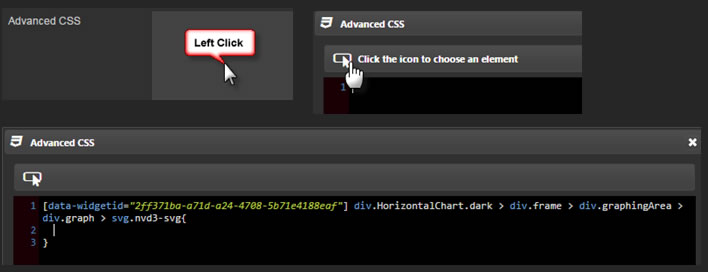 Advanced CSS
Left Click
Advanced CSS
Click the icon to choose an element
1
Advanced CSS
1 [data-widgetid="2ff371ba-a71d-a24-4708-5b71e4188eaf"] div.HorizontalChart.dark > div.frame > div.graphingArea >
div.graph > svg.nvd3-svg{
2
3 }